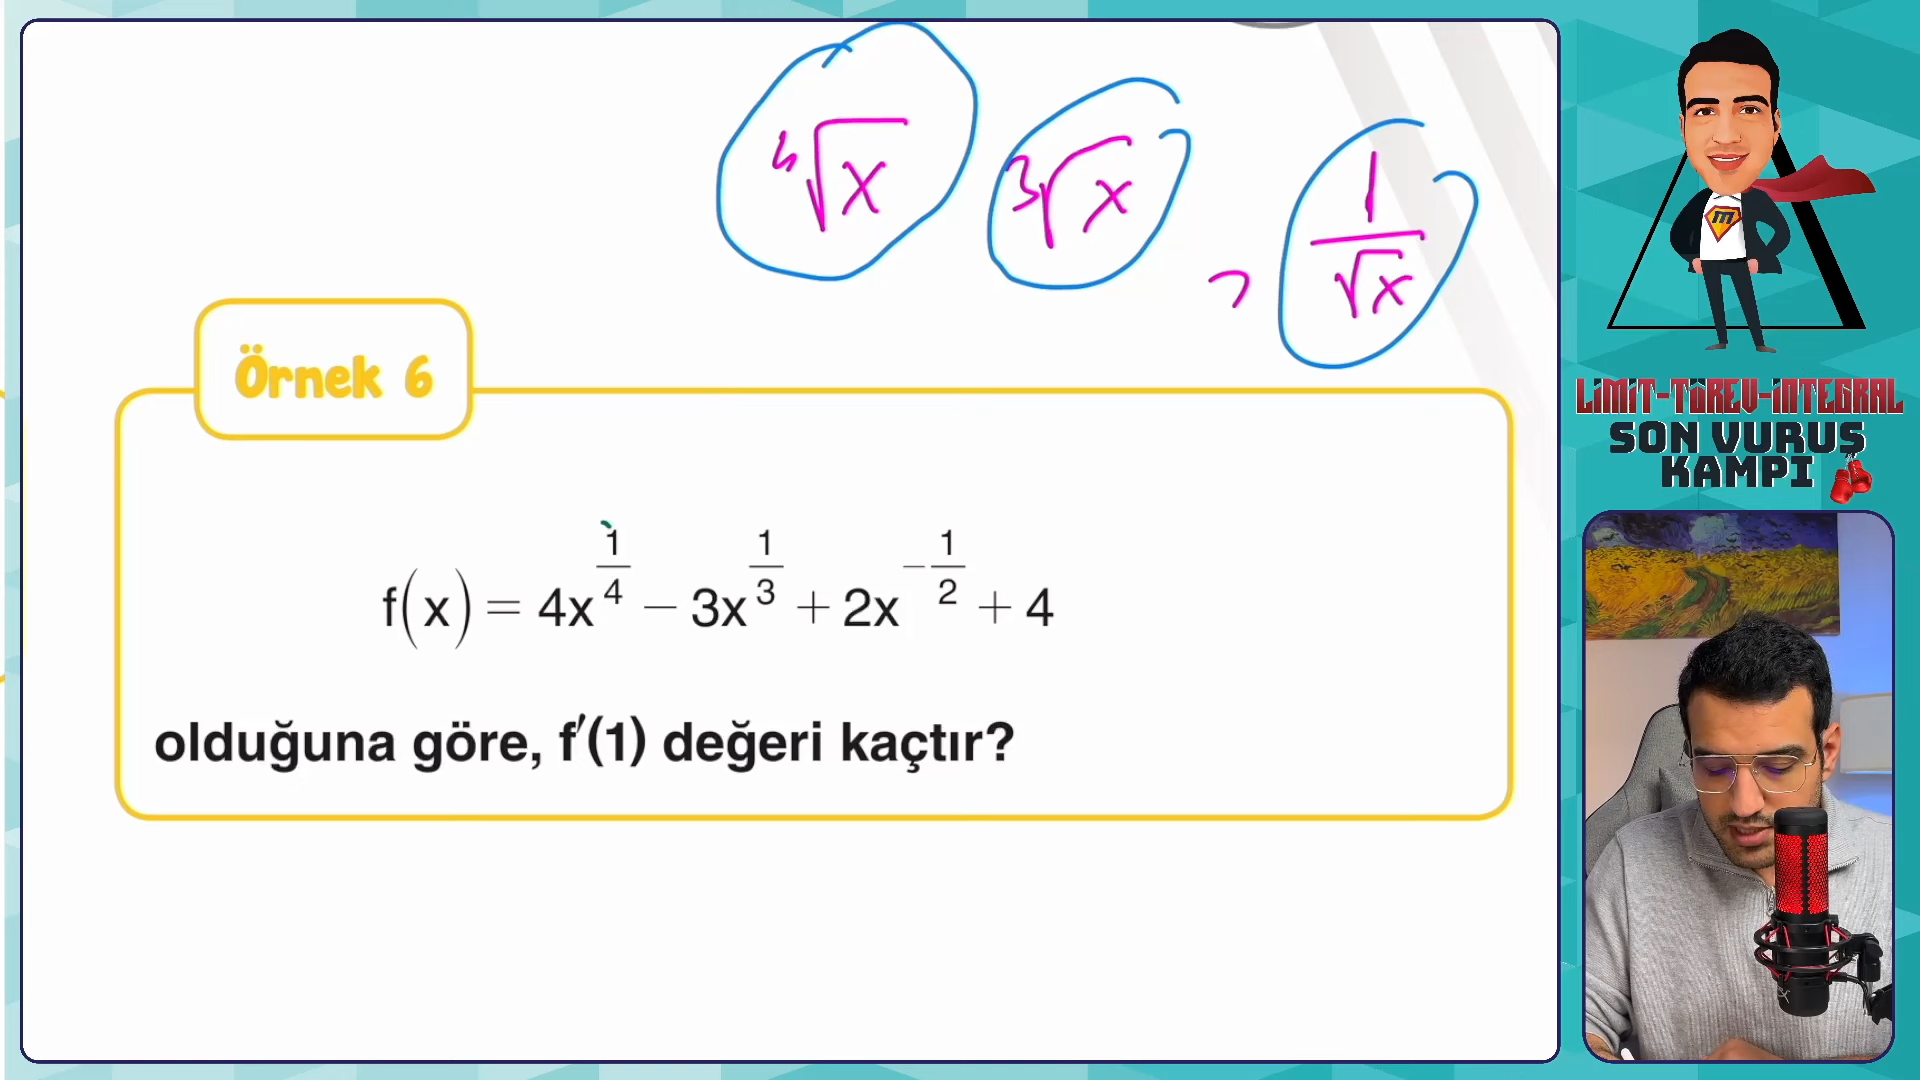 ⁴√x
³√x
, 1/√x
Örnek 6
f(x) = 4x^(1/4) − 3x^(1/3) + 2x^(−1/2) + 4
olduğuna göre, f′(1) değeri kaçtır?
m
LİMİT-TÜREV-İNTEGRAL
SON VURUŞ
KAMPI